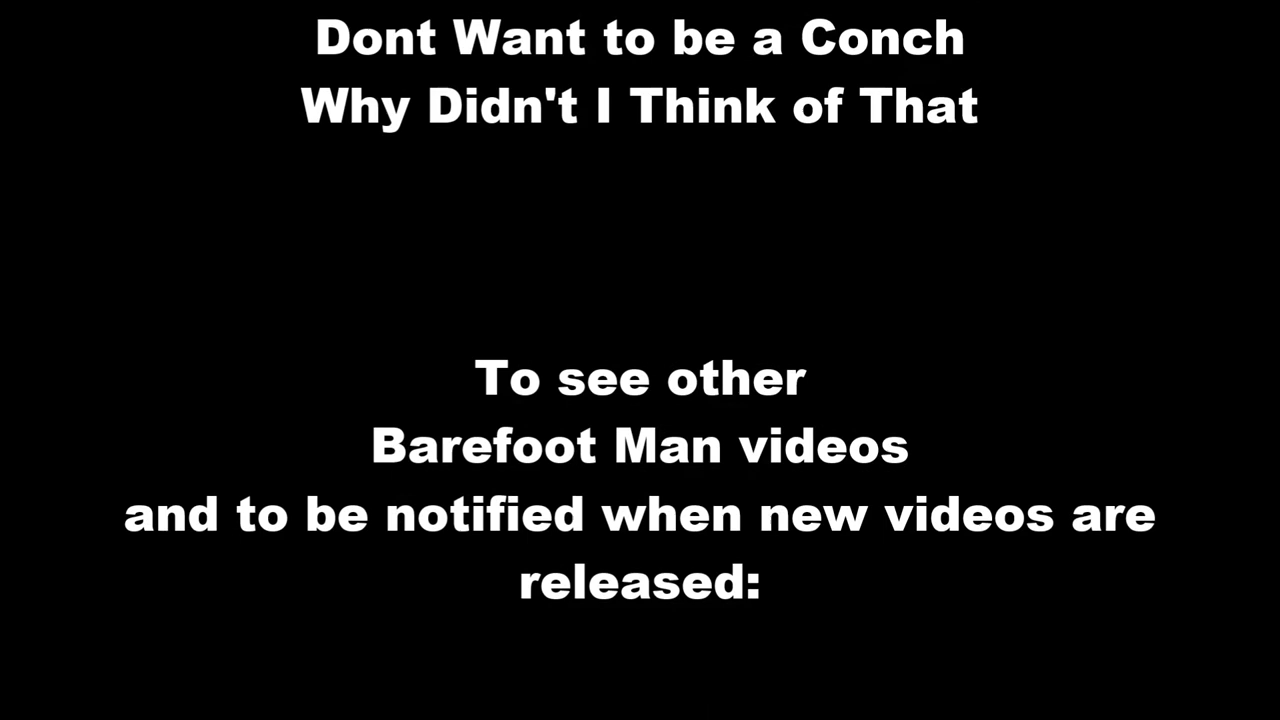 Dont Want to be a Conch
Why Didn't I Think of That
To see other
Barefoot Man videos
and to be notified when new videos are
released: